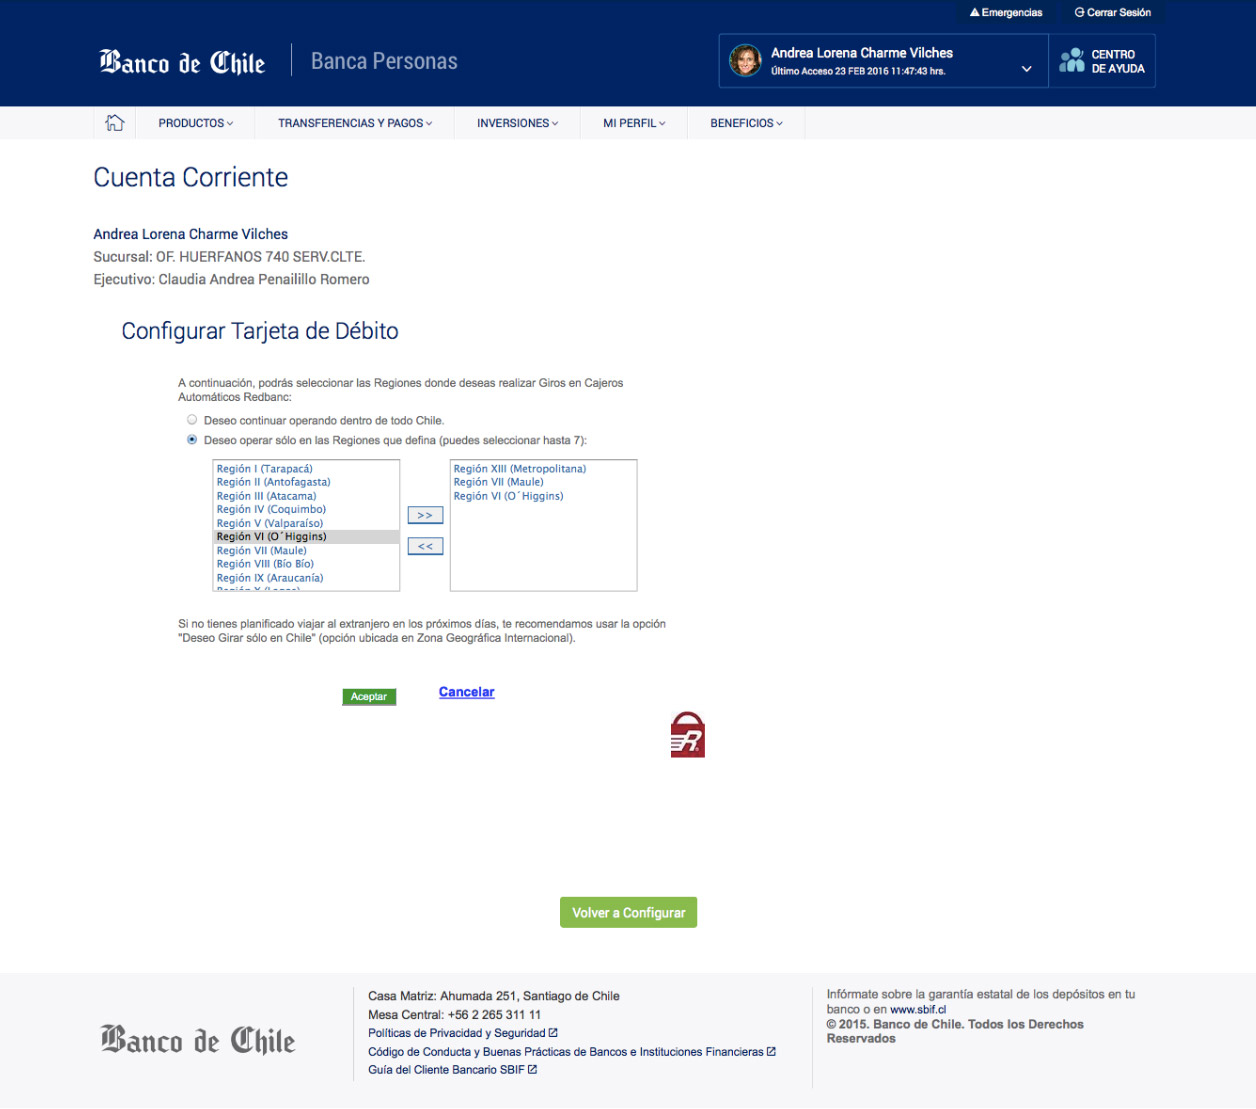 Emergencias
Cerrar Sesión
Banco de Chile
Banca Personas
Andrea Lorena Charme Vilches
Último Acceso 23 FEB 2016 11:47:43 hrs.
CENTRO
DE AYUDA
PRODUCTOS
TRANSFERENCIAS Y PAGOS
INVERSIONES
MI PERFIL
BENEFICIOS
Cuenta Corriente
Andrea Lorena Charme Vilches
Sucursal: OF. HUERFANOS 740 SERV.CLTE.
Ejecutivo: Claudia Andrea Penailillo Romero
Configurar Tarjeta de Débito
A continuación, podrás seleccionar las Regiones donde deseas realizar Giros en Cajeros
Automáticos Redbanc:
Deseo continuar operando dentro de todo Chile.
Deseo operar sólo en las Regiones que defina (puedes seleccionar hasta 7):
Región I (Tarapacá)
Región II (Antofagasta)
Región III (Atacama)
Región IV (Coquimbo)
Región V (Valparaíso)
Región VI (O´Higgins)
Región VII (Maule)
Región VIII (Bío Bío)
Región IX (Araucanía)
>>
<<
Región XIII (Metropolitana)
Región VII (Maule)
Región VI (O´Higgins)
Si no tienes planificado viajar al extranjero en los próximos días, te recomendamos usar la opción
"Deseo Girar sólo en Chile" (opción ubicada en Zona Geográfica Internacional).
Aceptar
Cancelar
R
Volver a Configurar
Banco de Chile
Casa Matriz: Ahumada 251, Santiago de Chile
Mesa Central: +56 2 265 311 11
Políticas de Privacidad y Seguridad
Código de Conducta y Buenas Prácticas de Bancos e Instituciones Financieras
Guía del Cliente Bancario SBIF
Infórmate sobre la garantía estatal de los depósitos en tu
banco o en www.sbif.cl
© 2015. Banco de Chile. Todos los Derechos
Reservados